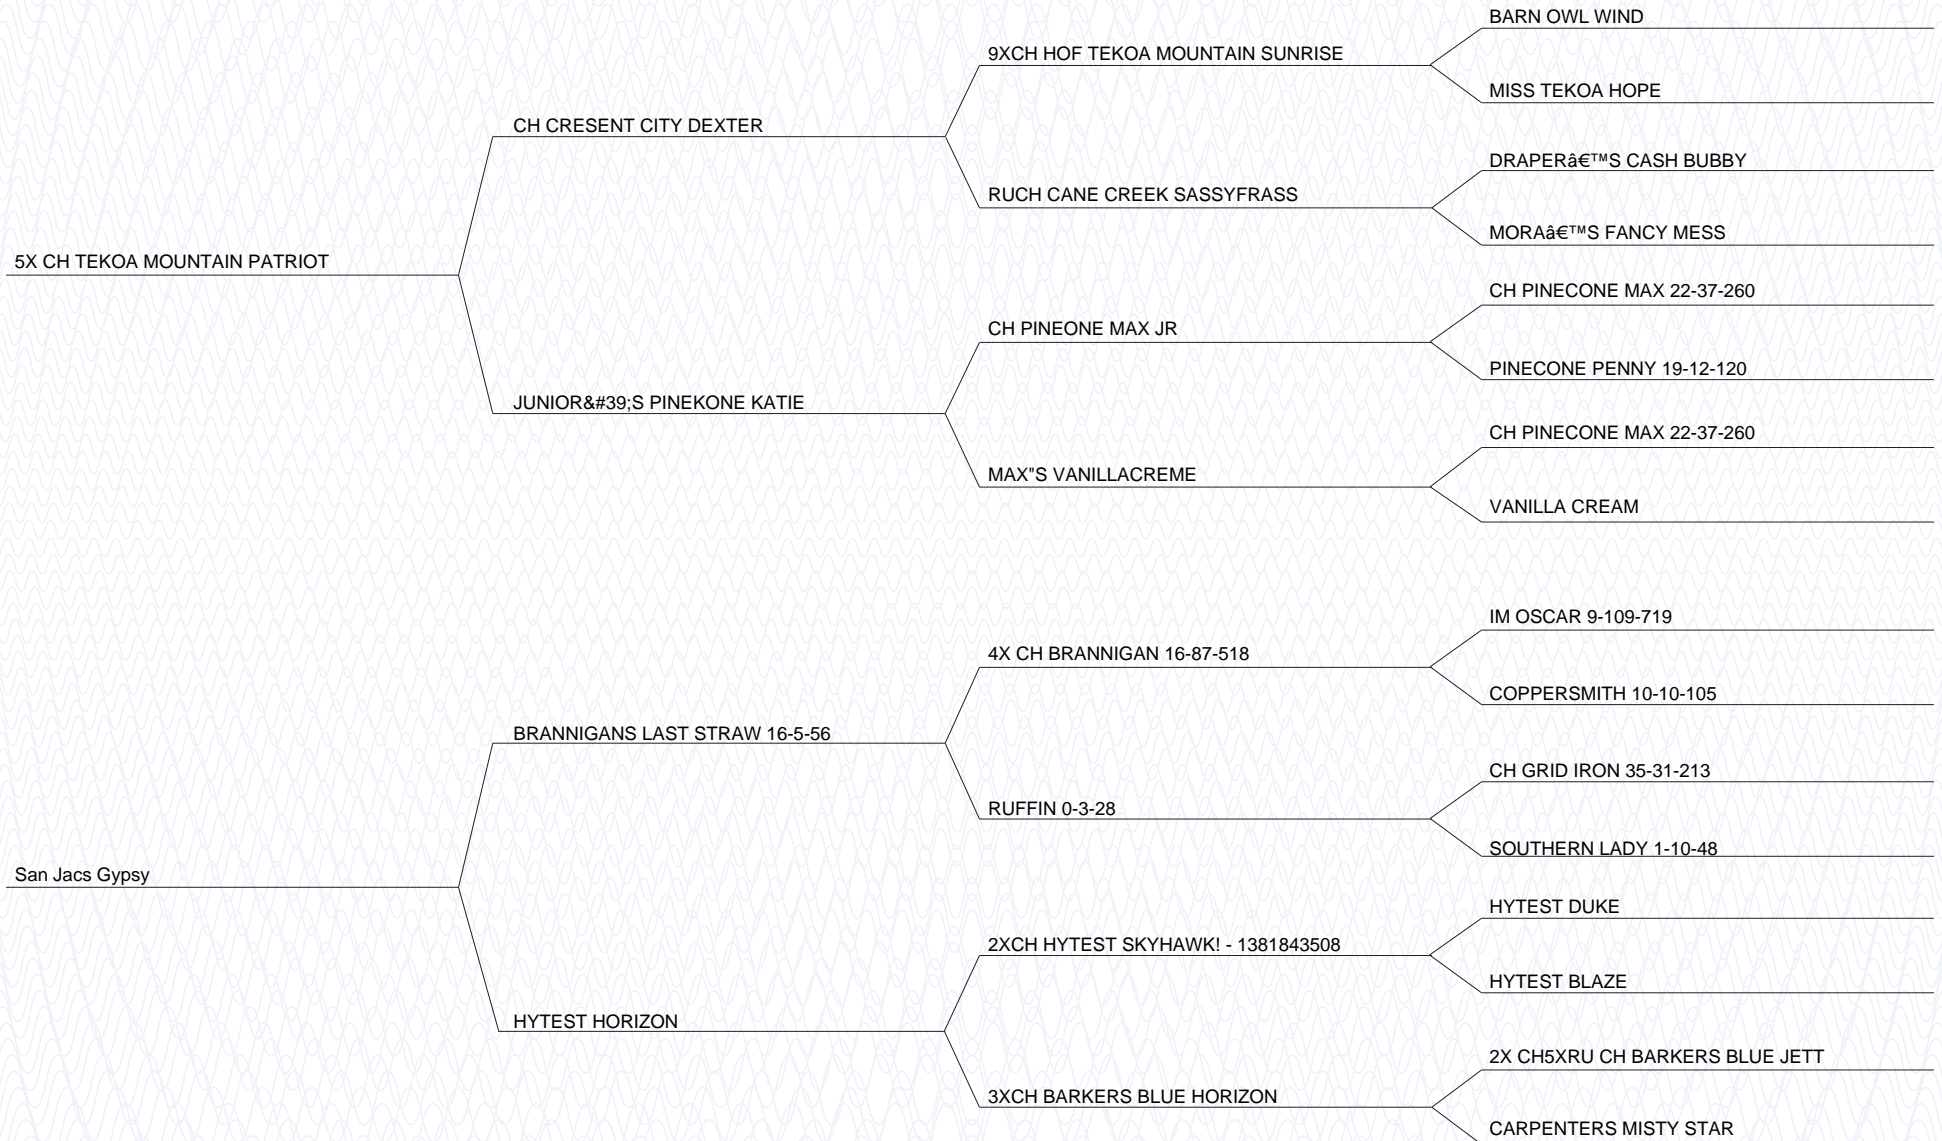 BARN OWL WIND
9XCH HOF TEKOA MOUNTAIN SUNRISE
MISS TEKOA HOPE
CH CRESENT CITY DEXTER
DRAPER’S CASH BUBBY
RUCH CANE CREEK SASSYFRASS
MORA’S FANCY MESS
5X CH TEKOA MOUNTAIN PATRIOT
CH PINECONE MAX 22-37-260
CH PINEONE MAX JR
PINECONE PENNY 19-12-120
JUNIOR&#39;S PINEKONE KATIE
CH PINECONE MAX 22-37-260
MAX"S VANILLACREME
VANILLA CREAM
IM OSCAR 9-109-719
4X CH BRANNIGAN 16-87-518
COPPERSMITH 10-10-105
BRANNIGANS LAST STRAW 16-5-56
CH GRID IRON 35-31-213
RUFFIN 0-3-28
SOUTHERN LADY 1-10-48
San Jacs Gypsy
HYTEST DUKE
2XCH HYTEST SKYHAWK! - 1381843508
HYTEST BLAZE
HYTEST HORIZON
2X CH5XRU CH BARKERS BLUE JETT
3XCH BARKERS BLUE HORIZON
CARPENTERS MISTY STAR